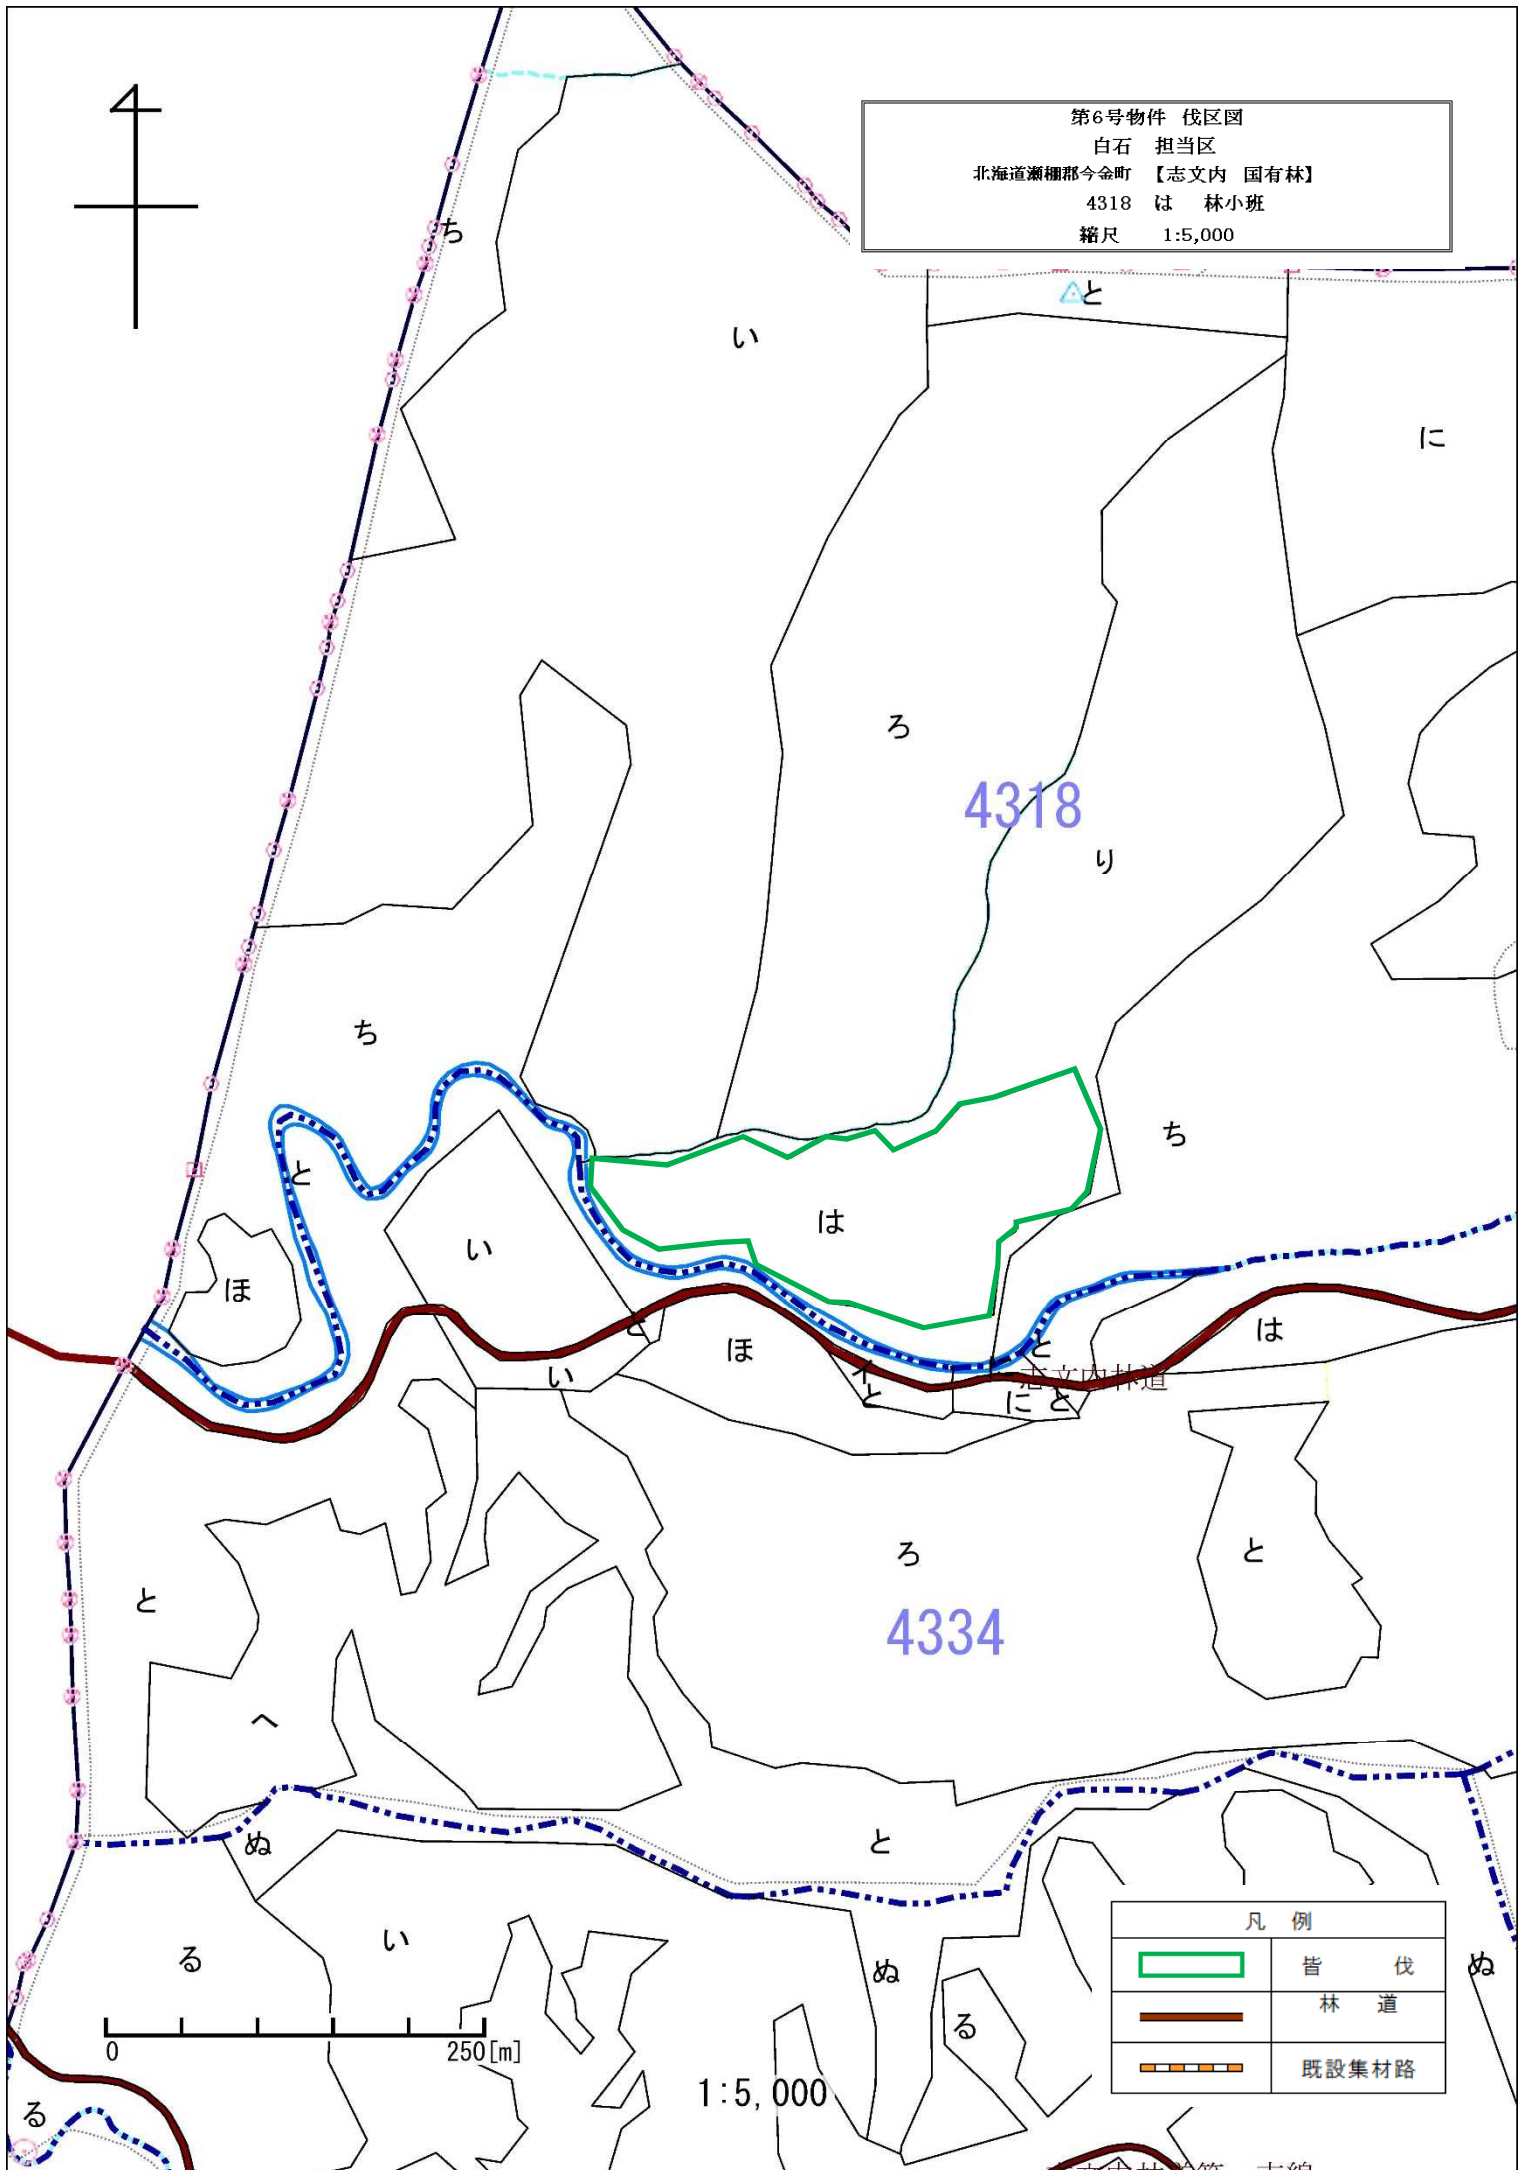 第6号物件 伐区図
白石 担当区
北海道瀬棚郡今金町 【志文内 国有林】
4318 は 林小班
縮尺 1:5,000
ち
と
い
に
ろ
4318
り
ち
ち
と
は
い
ほ
と
は
ほ
と
い
イ
志文内林道
と
に
と
ろ
と
と
4334
へ
と
ぬ
い
る
ぬ
ぬ
る
る
凡 例
皆 伐
林 道
既設集材路
0
250[m]
1:5,000